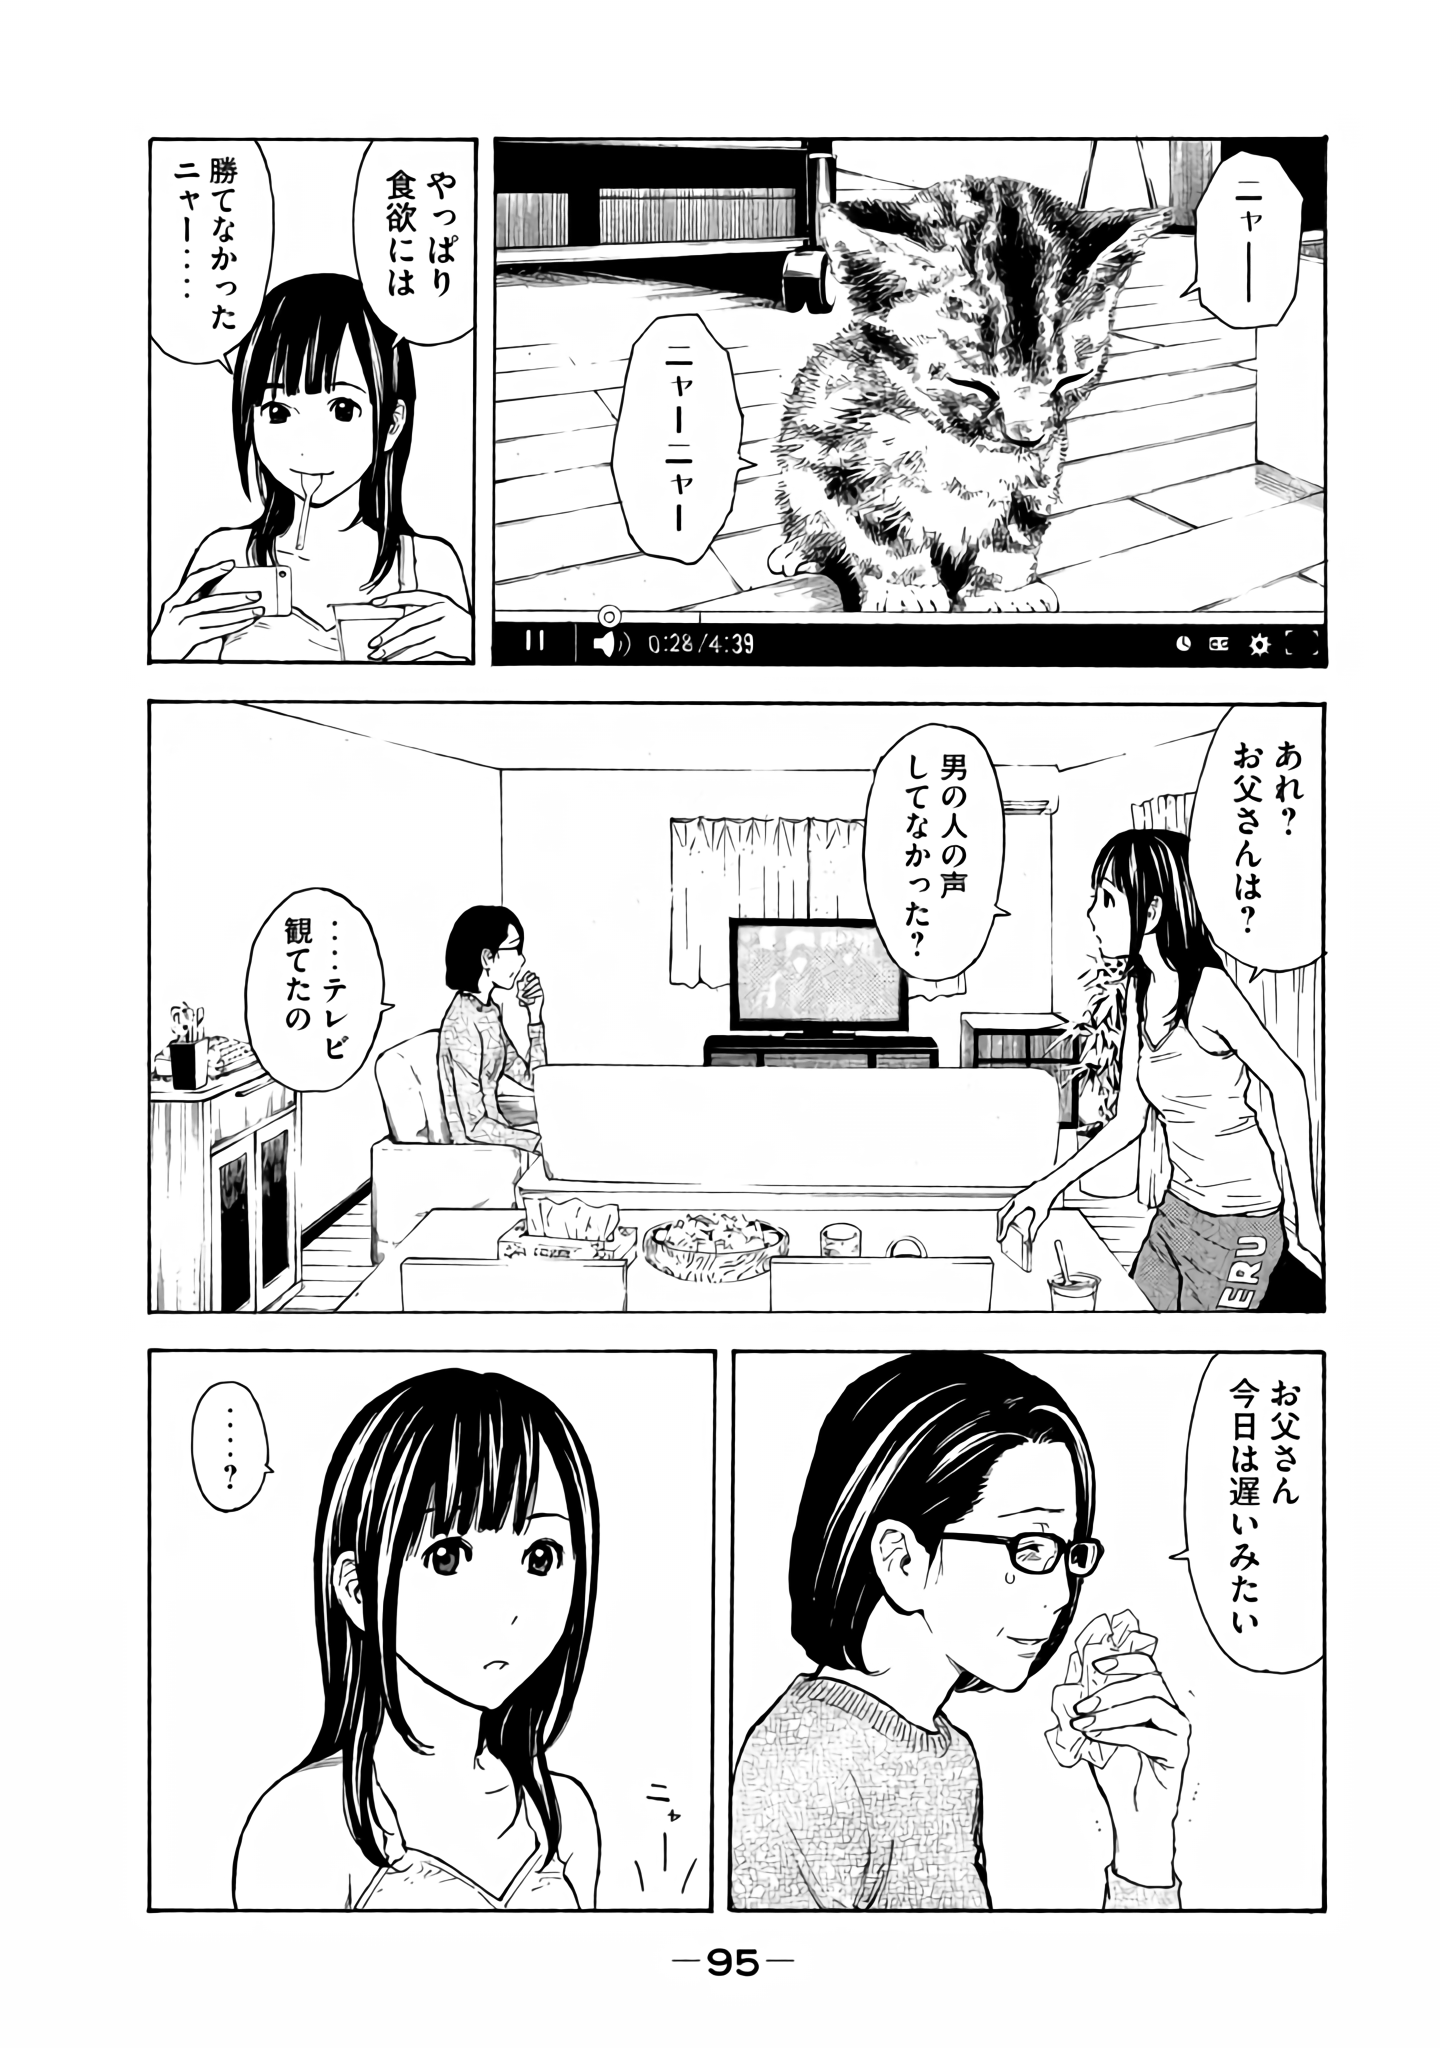 ニャー
ニャーニャー
0:28/4:39
CC
やっぱり
食欲には
勝てなかった
ニャー‥‥
あれ?
お父さんは?
男の人の声
してなかった?
‥‥テレビ
観てたの
ERU
お父さん
今日は遅いみたい
‥‥?
ニャー
―95―